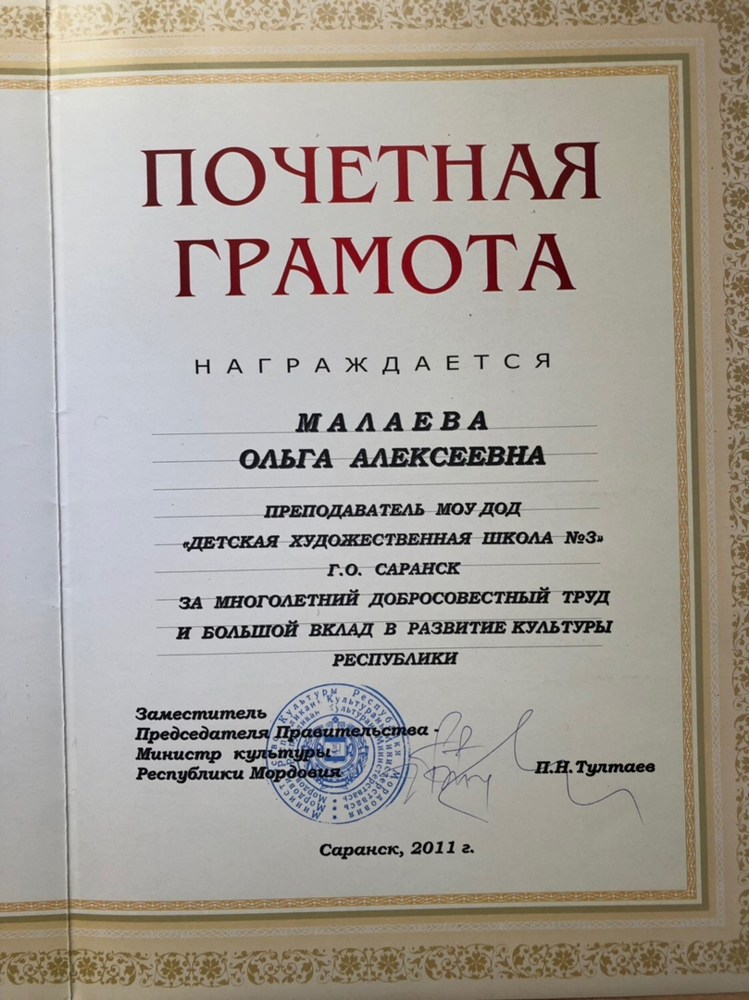 ПОЧЕТНАЯ
ГРАМОТА
НАГРАЖДАЕТСЯ
МАЛАЕВА
ОЛЬГА АЛЕКСЕЕВНА
ПРЕПОДАВАТЕЛЬ МОУ ДОД
«ДЕТСКАЯ ХУДОЖЕСТВЕННАЯ ШКОЛА №3»
Г.О. САРАНСК
ЗА МНОГОЛЕТНИЙ ДОБРОСОВЕСТНЫЙ ТРУД
И БОЛЬШОЙ ВКЛАД В РАЗВИТИЕ КУЛЬТУРЫ
РЕСПУБЛИКИ
Заместитель
Председателя Правительства -
Министр культуры
Республики Мордовия
П.Н.Тултаев
Министерство Культуры Республики Мордовия
Саранск, 2011 г.